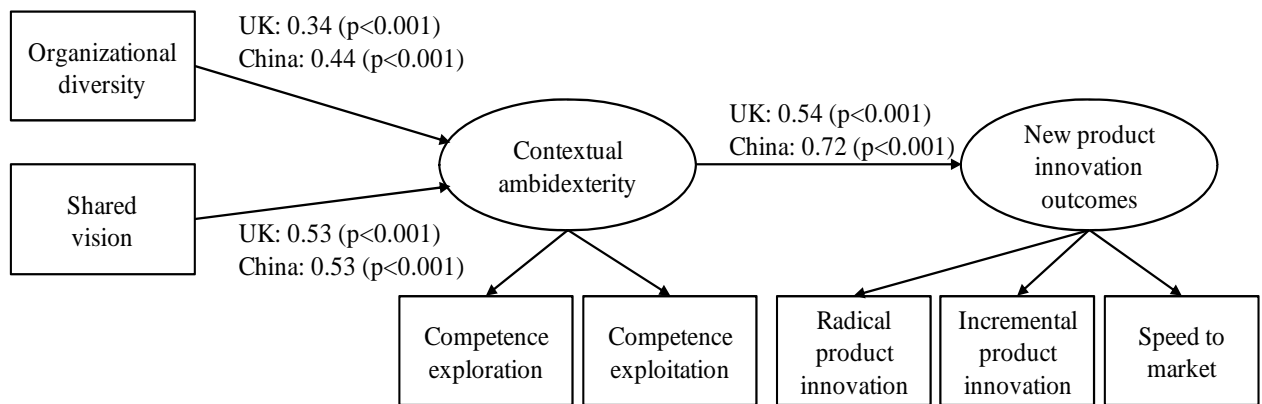 UK: 0.34 (p<0.001)
China: 0.44 (p<0.001)
Organizational
diversity
UK: 0.54 (p<0.001)
China: 0.72 (p<0.001)
Contextual
ambidexterity
New product
innovation
outcomes
Shared
vision
UK: 0.53 (p<0.001)
China: 0.53 (p<0.001)
Competence
exploration
Competence
exploitation
Radical
product
innovation
Incremental
product
innovation
Speed to
market